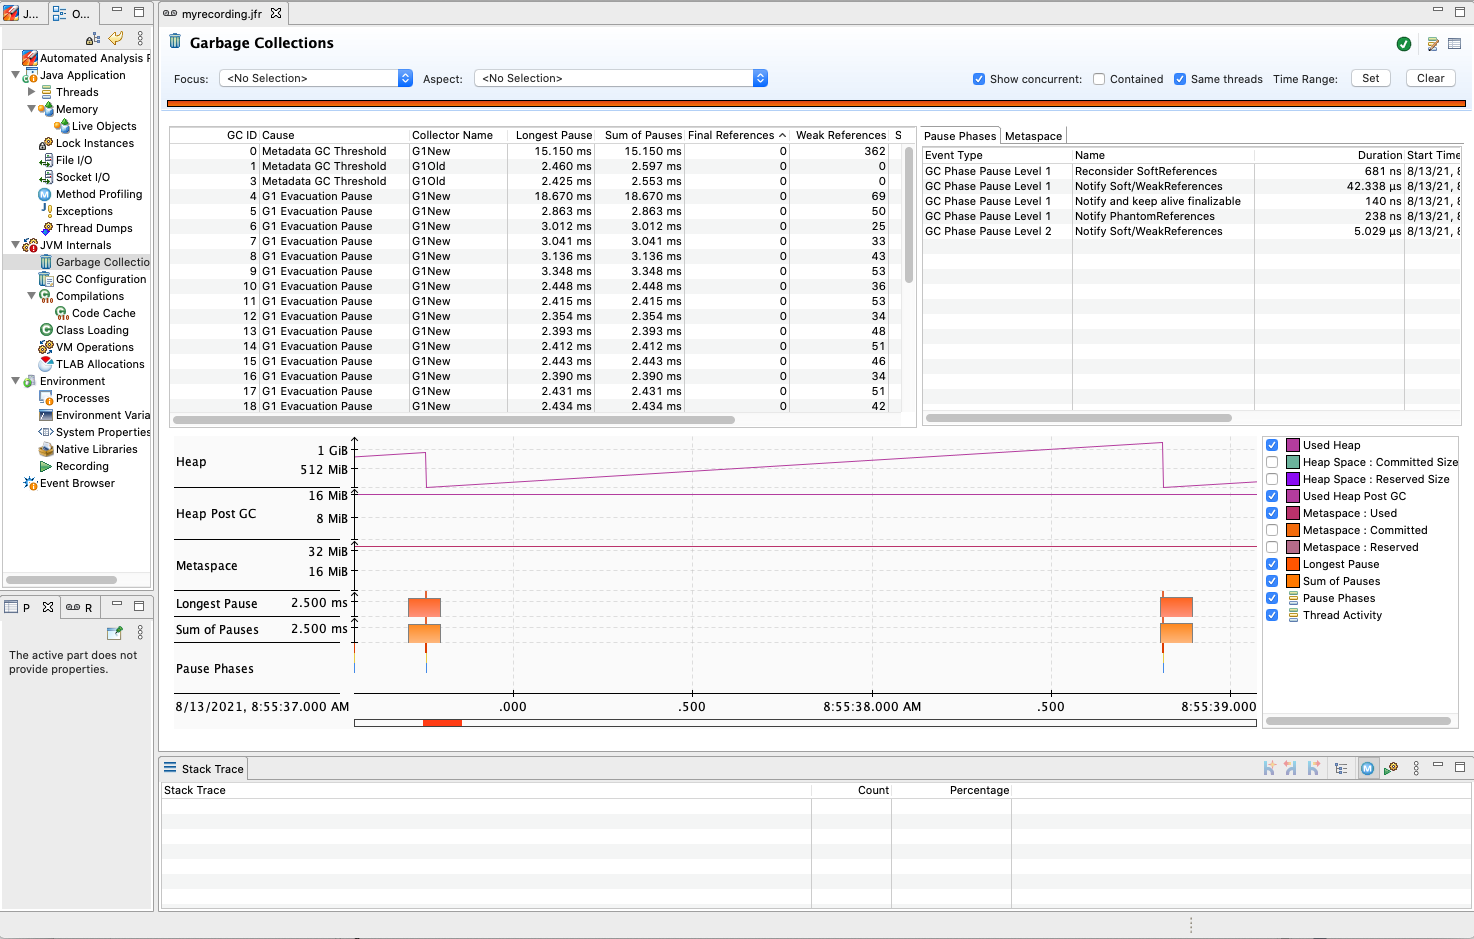 J...
O...
myrecording.jfr
Garbage Collections
Focus: <No Selection> Aspect: <No Selection> Show concurrent: Contained Same threads Time Range: Set Clear
Automated Analysis R
Java Application
Threads
Memory
Live Objects
Lock Instances
File I/O
Socket I/O
Method Profiling
Exceptions
Thread Dumps
JVM Internals
Garbage Collectio
GC Configuration
Compilations
Code Cache
Class Loading
VM Operations
TLAB Allocations
Environment
Processes
Environment Varia
System Properties
Native Libraries
Recording
Event Browser
GC ID Cause Collector Name Longest Pause Sum of Pauses Final References Weak References S
0 Metadata GC Threshold G1New 15.150 ms 15.150 ms 0 362
1 Metadata GC Threshold G1Old 2.460 ms 2.597 ms 0 0
3 Metadata GC Threshold G1Old 2.425 ms 2.553 ms 0 0
4 G1 Evacuation Pause G1New 18.670 ms 18.670 ms 0 69
5 G1 Evacuation Pause G1New 2.863 ms 2.863 ms 0 50
6 G1 Evacuation Pause G1New 3.012 ms 3.012 ms 0 25
7 G1 Evacuation Pause G1New 3.041 ms 3.041 ms 0 33
8 G1 Evacuation Pause G1New 3.136 ms 3.136 ms 0 43
9 G1 Evacuation Pause G1New 3.348 ms 3.348 ms 0 53
10 G1 Evacuation Pause G1New 2.448 ms 2.448 ms 0 36
11 G1 Evacuation Pause G1New 2.415 ms 2.415 ms 0 53
12 G1 Evacuation Pause G1New 2.354 ms 2.354 ms 0 34
13 G1 Evacuation Pause G1New 2.393 ms 2.393 ms 0 48
14 G1 Evacuation Pause G1New 2.412 ms 2.412 ms 0 51
15 G1 Evacuation Pause G1New 2.443 ms 2.443 ms 0 46
16 G1 Evacuation Pause G1New 2.390 ms 2.390 ms 0 34
17 G1 Evacuation Pause G1New 2.431 ms 2.431 ms 0 51
18 G1 Evacuation Pause G1New 2.434 ms 2.434 ms 0 42
Pause Phases Metaspace
Event Type Name Duration Start Time
GC Phase Pause Level 1 Reconsider SoftReferences 681 ns 8/13/21, 8
GC Phase Pause Level 1 Notify Soft/WeakReferences 42.338 µs 8/13/21, 8
GC Phase Pause Level 1 Notify and keep alive finalizable 140 ns 8/13/21, 8
GC Phase Pause Level 1 Notify PhantomReferences 238 ns 8/13/21, 8
GC Phase Pause Level 2 Notify Soft/WeakReferences 5.029 µs 8/13/21, 8
Heap 1 GiB
512 MiB
16 MiB
Heap Post GC
8 MiB
32 MiB
Metaspace
16 MiB
Longest Pause 2.500 ms
Sum of Pauses 2.500 ms
Pause Phases
8/13/2021, 8:55:37.000 AM .000 .500 8:55:38.000 AM .500 8:55:39.000
Used Heap
Heap Space : Committed Size
Heap Space : Reserved Size
Used Heap Post GC
Metaspace : Used
Metaspace : Committed
Metaspace : Reserved
Longest Pause
Sum of Pauses
Pause Phases
Thread Activity
P
R
The active part does not
provide properties.
Stack Trace
Stack Trace Count Percentage